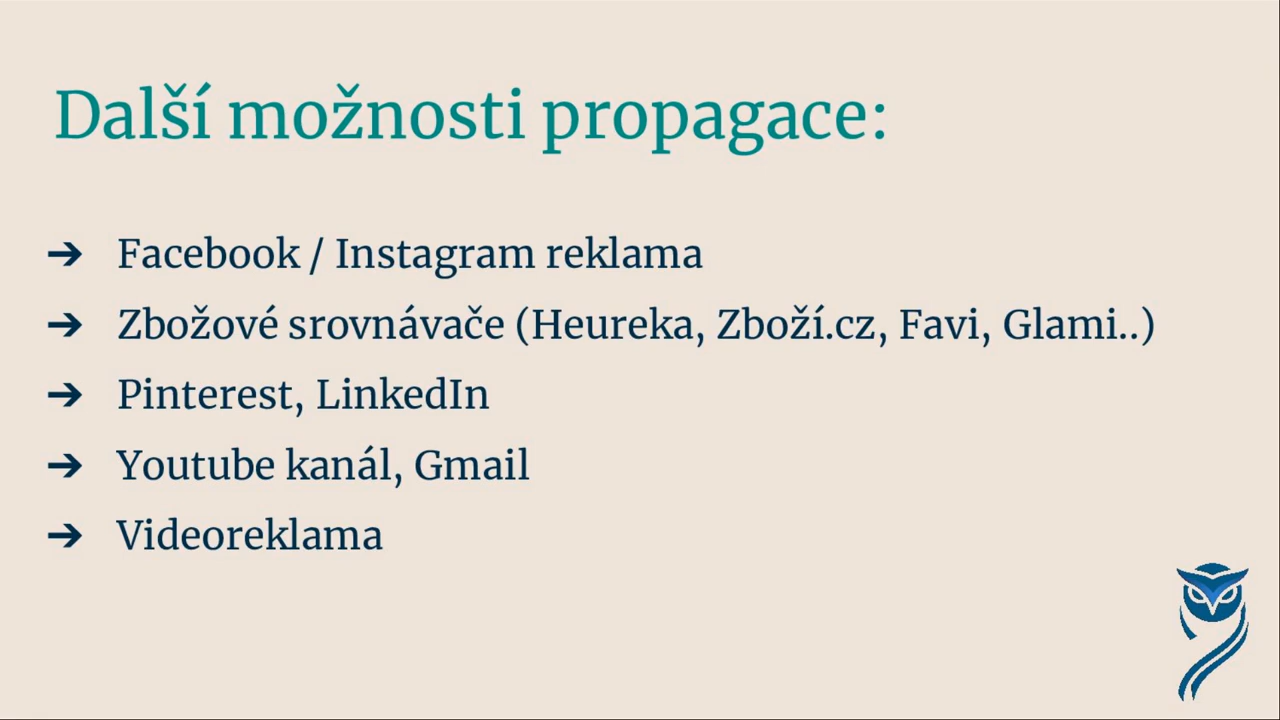 Další možnosti propagace:
➔ Facebook / Instagram reklama
➔ Zbožové srovnávače (Heureka, Zboží.cz, Favi, Glami..)
➔ Pinterest, LinkedIn
➔ Youtube kanál, Gmail
➔ Videoreklama